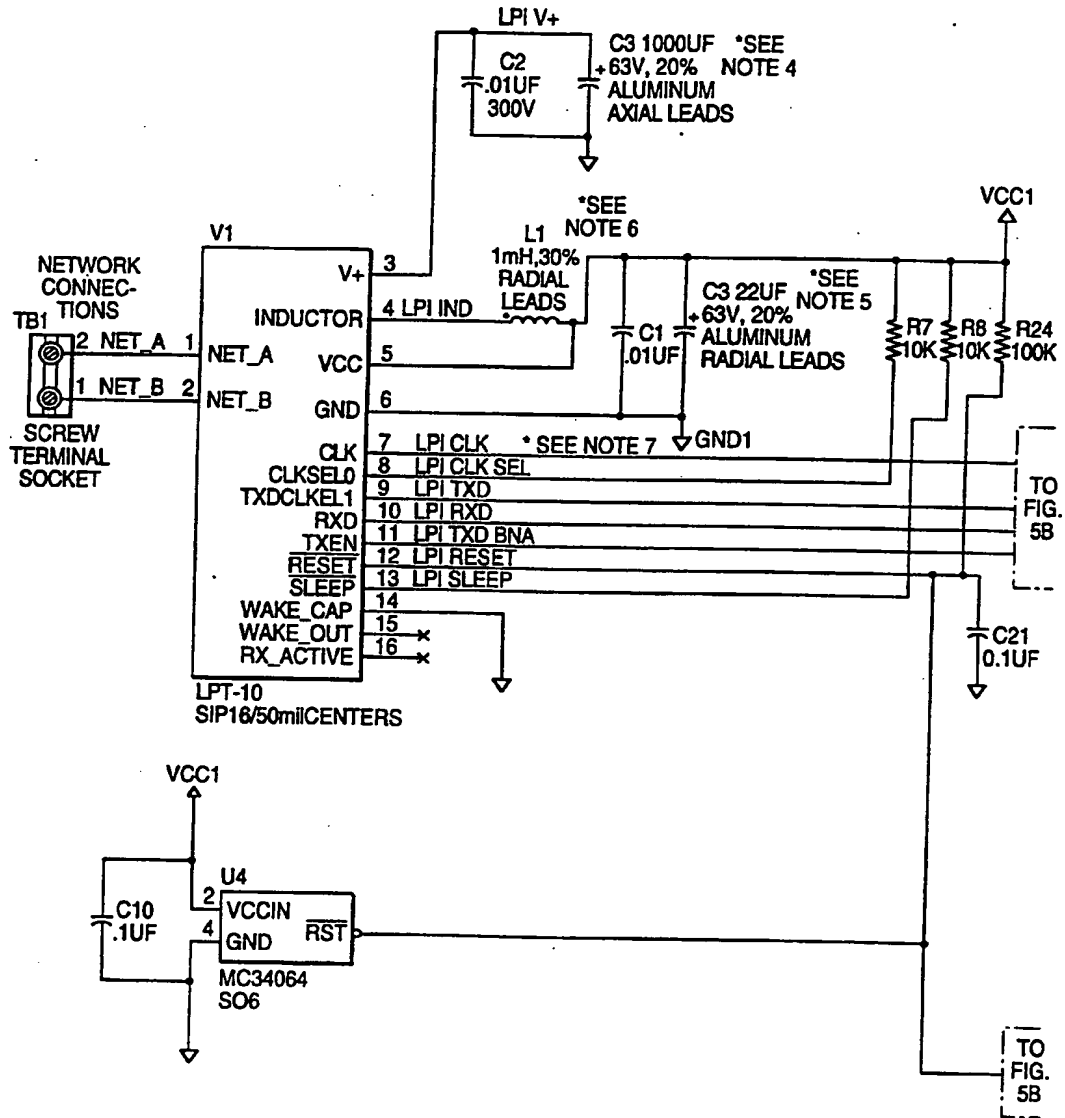 LPI V+
C2
.01UF
300V
C3 1000UF *SEE
+63V, 20% NOTE 4
ALUMINUM
AXIAL LEADS
VCC1
V1
*SEE
NOTE 6
L1
1mH,30%
RADIAL
LEADS
NETWORK
CONNEC-
TIONS
TB1
2 NET_A 1
1 NET_B 2
SCREW
TERMINAL
SOCKET
NET_A
NET_B
V+ 3
INDUCTOR 4 LPI IND
VCC 5
GND 6
CLK 7 LPI CLK * SEE NOTE 7
CLKSEL0 8 LPI CLK SEL
TXDCLKEL1 9 LPI TXD
RXD 10 LPI RXD
TXEN 11 LPI TXD BNA
RESET 12 LPI RESET
SLEEP 13 LPI SLEEP
WAKE_CAP 14
WAKE_OUT 15
RX_ACTIVE 16
LPT-10
SIP16/50milCENTERS
C1
.01UF
C3 22UF *SEE
+63V, 20% NOTE 5
ALUMINUM
RADIAL LEADS
GND1
R7
10K
R8
10K
R24
100K
TO
FIG.
5B
C21
0.1UF
VCC1
C10
.1UF
U4
2 VCCIN
4 GND
RST
MC34064
SO6
TO
FIG.
5B